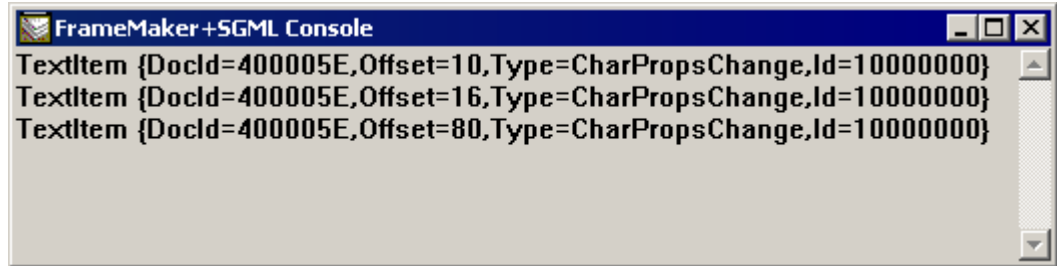 FrameMaker+SGML Console
TextItem {DocId=400005E,Offset=10,Type=CharPropsChange,Id=10000000}
TextItem {DocId=400005E,Offset=16,Type=CharPropsChange,Id=10000000}
TextItem {DocId=400005E,Offset=80,Type=CharPropsChange,Id=10000000}